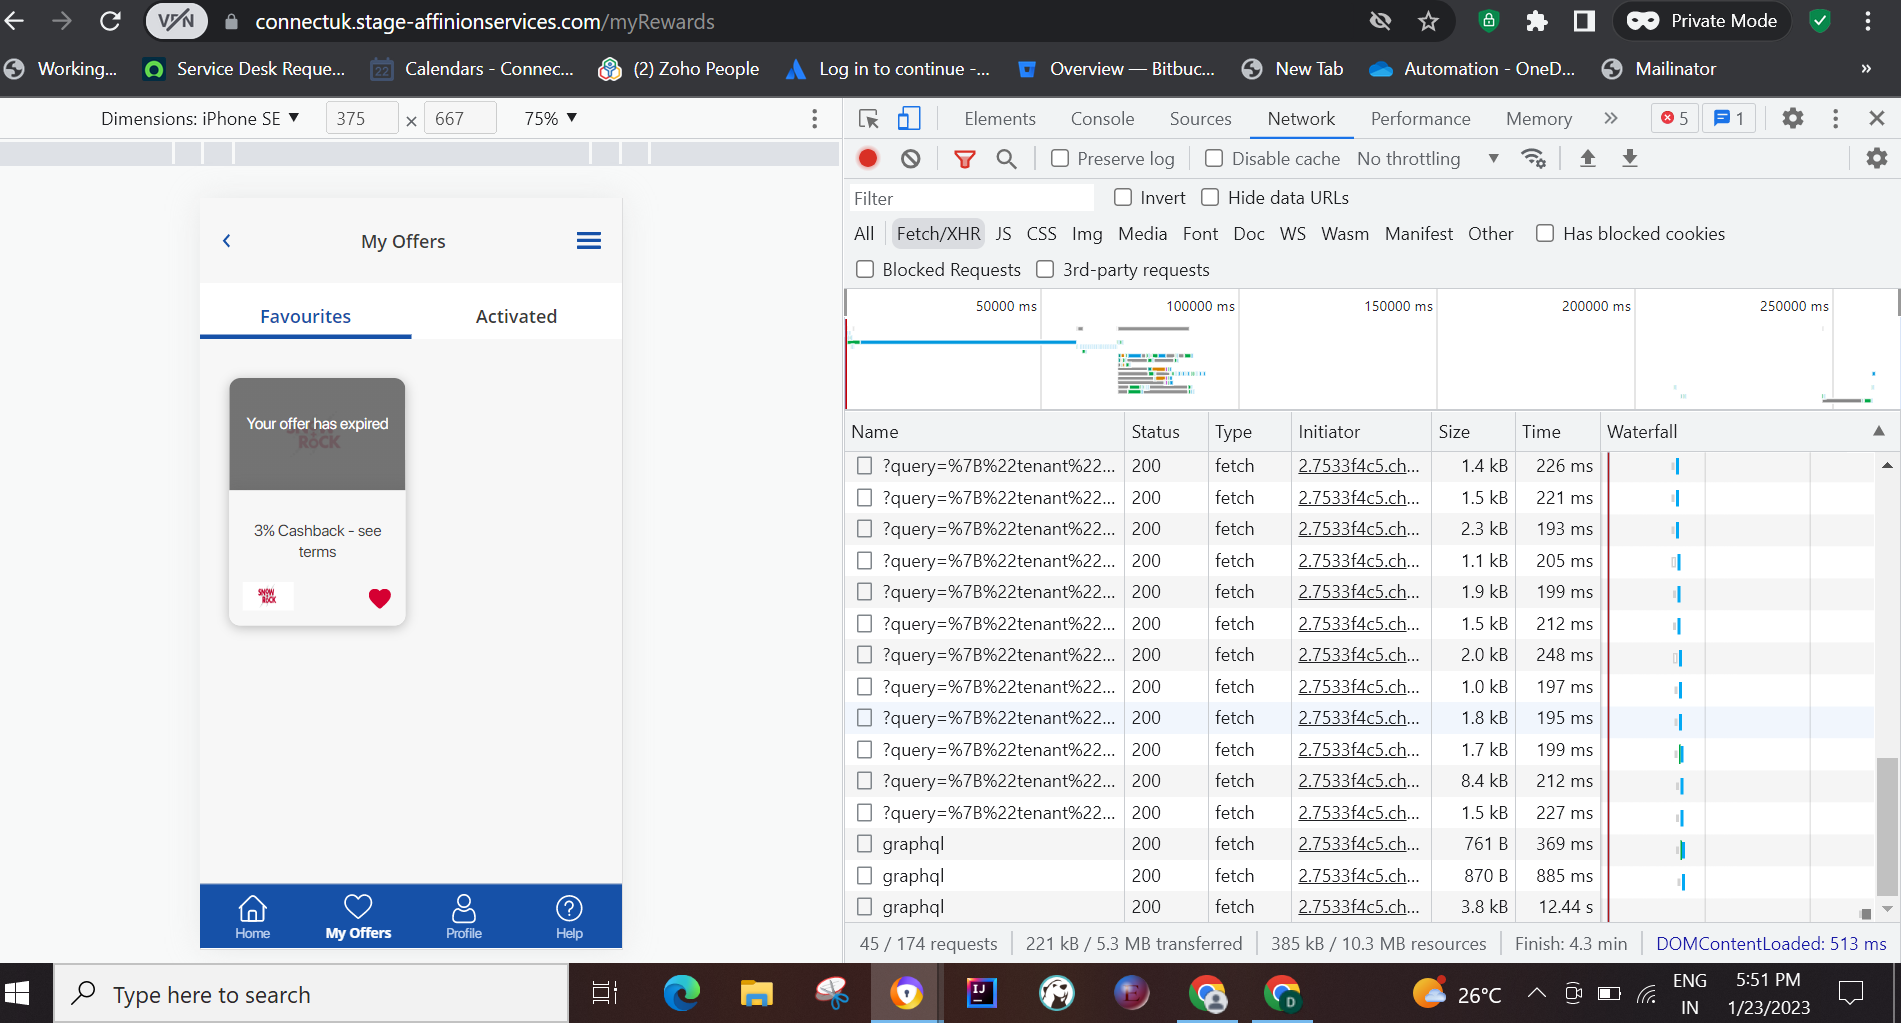 VPN
connectuk.stage-affinionservices.com/myRewards
Private Mode
Working...
Service Desk Reque...
22
Calendars - Connec...
(2) Zoho People
Log in to continue -...
Overview — Bitbuc...
New Tab
Automation - OneD...
Mailinator
»
Dimensions: iPhone SE ▼
375 × 667
75% ▼
My Offers
Favourites
Activated
Your offer has expired
3% Cashback - see
terms
SNOW
ROCK
Home
My Offers
Profile
Help
Elements
Console
Sources
Network
Performance
Memory
»
5
1
Preserve log
Disable cache
No throttling
Filter
Invert
Hide data URLs
All
Fetch/XHR
JS
CSS
Img
Media
Font
Doc
WS
Wasm
Manifest
Other
Has blocked cookies
Blocked Requests
3rd-party requests
50000 ms
100000 ms
150000 ms
200000 ms
250000 ms
Name Status Type Initiator Size Time Waterfall
?query=%7B%22tenant%22... 200 fetch 2.7533f4c5.ch... 1.4 kB 226 ms
?query=%7B%22tenant%22... 200 fetch 2.7533f4c5.ch... 1.5 kB 221 ms
?query=%7B%22tenant%22... 200 fetch 2.7533f4c5.ch... 2.3 kB 193 ms
?query=%7B%22tenant%22... 200 fetch 2.7533f4c5.ch... 1.1 kB 205 ms
?query=%7B%22tenant%22... 200 fetch 2.7533f4c5.ch... 1.9 kB 199 ms
?query=%7B%22tenant%22... 200 fetch 2.7533f4c5.ch... 1.5 kB 212 ms
?query=%7B%22tenant%22... 200 fetch 2.7533f4c5.ch... 2.0 kB 248 ms
?query=%7B%22tenant%22... 200 fetch 2.7533f4c5.ch... 1.0 kB 197 ms
?query=%7B%22tenant%22... 200 fetch 2.7533f4c5.ch... 1.8 kB 195 ms
?query=%7B%22tenant%22... 200 fetch 2.7533f4c5.ch... 1.7 kB 199 ms
?query=%7B%22tenant%22... 200 fetch 2.7533f4c5.ch... 8.4 kB 212 ms
?query=%7B%22tenant%22... 200 fetch 2.7533f4c5.ch... 1.5 kB 227 ms
graphql 200 fetch 2.7533f4c5.ch... 761 B 369 ms
graphql 200 fetch 2.7533f4c5.ch... 870 B 885 ms
graphql 200 fetch 2.7533f4c5.ch... 3.8 kB 12.44 s
45 / 174 requests
221 kB / 5.3 MB transferred
385 kB / 10.3 MB resources
Finish: 4.3 min
DOMContentLoaded: 513 ms
Type here to search
IJ
E
D
26°C
ENG
IN
5:51 PM
1/23/2023